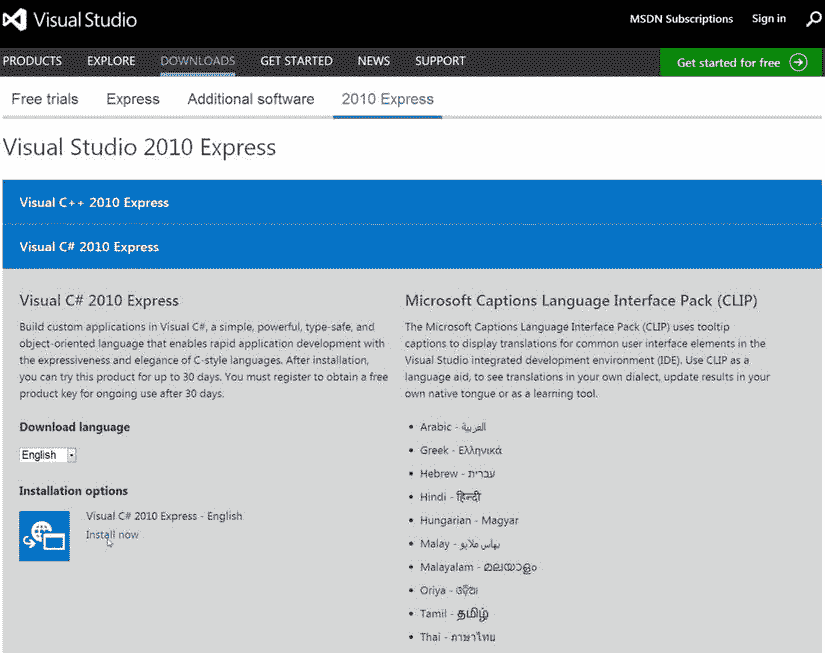 Visual Studio
MSDN Subscriptions Sign in
PRODUCTS EXPLORE DOWNLOADS GET STARTED NEWS SUPPORT
Get started for free
Free trials Express Additional software 2010 Express
Visual Studio 2010 Express
Visual C++ 2010 Express
Visual C# 2010 Express
Visual C# 2010 Express
Build custom applications in Visual C#, a simple, powerful, type-safe, and
object-oriented language that enables rapid application development with
the expressiveness and elegance of C-style languages. After installation,
you can try this product for up to 30 days. You must register to obtain a free
product key for ongoing use after 30 days.
Download language
English
Installation options
Visual C# 2010 Express - English
Install now
Microsoft Captions Language Interface Pack (CLIP)
The Microsoft Captions Language Interface Pack (CLIP) uses tooltip
captions to display translations for common user interface elements in the
Visual Studio integrated development environment (IDE). Use CLIP as a
language aid, to see translations in your own dialect, update results in your
own native tongue or as a learning tool.
Arabic - العربية
Greek - Ελληνικά
Hebrew - עברית
Hindi - हिन्दी
Hungarian - Magyar
Malay - بهاس ملايو
Malayalam - മലയാളം
Oriya - ଓଡ଼ିଆ
Tamil - தமிழ்
Thai - ภาษาไทย